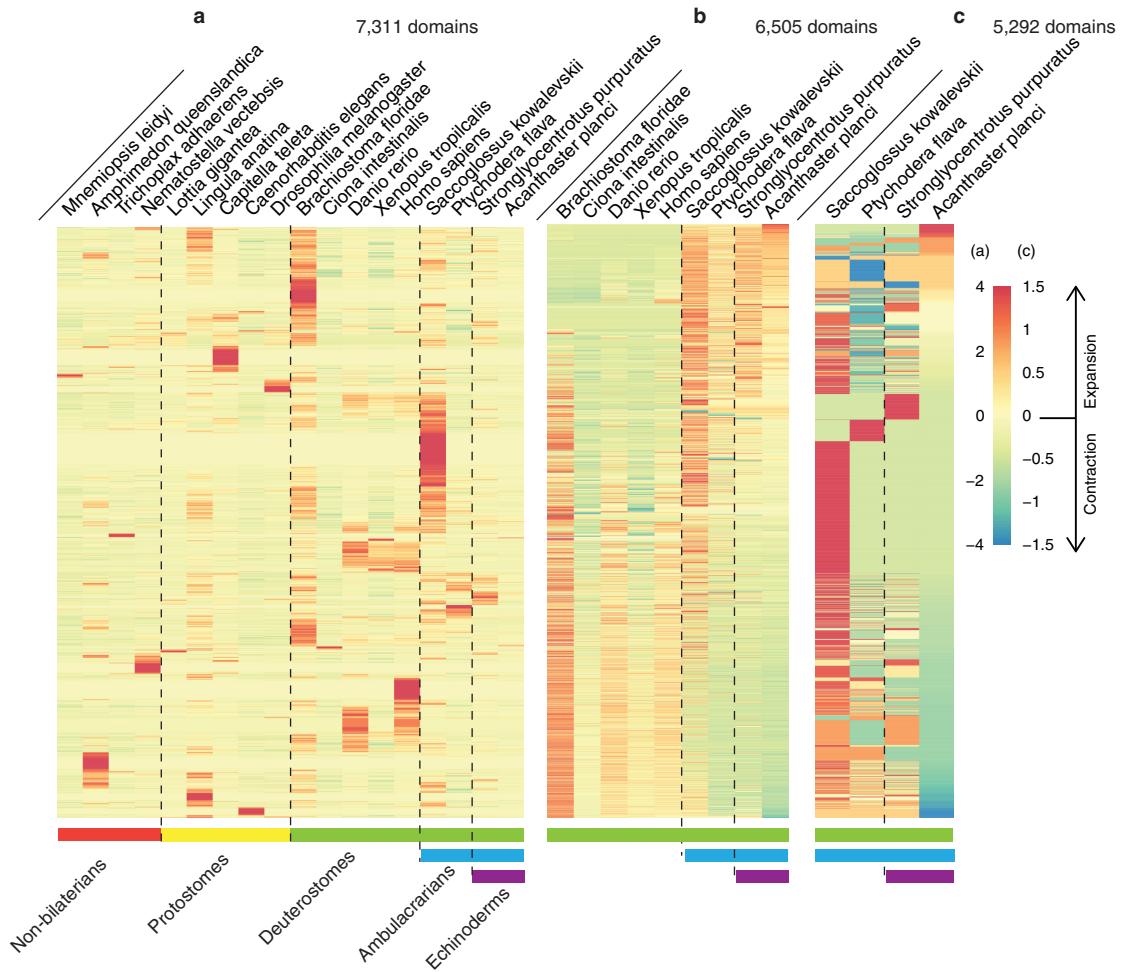 a
7,311 domains
Mnemiopsis leidyi
Amphimedon queenslandica
Trichoplax adhaerens
Nematostella vectebsis
Lottia gigantea
Lingula anatina
Capitella teleta
Caenorhabditis elegans
Drosophila melanogaster
Brachiostoma floridae
Ciona intestinalis
Danio rerio
Xenopus tropilcalis
Homo sapiens
Saccoglossus kowalevskii
Ptychodera flava
Stronglyocentrotus purpuratus
Acanthaster planci
b
6,505 domains
Brachiostoma floridae
Ciona intestinalis
Danio rerio
Xenopus tropilcalis
Homo sapiens
Saccoglossus kowalevskii
Ptychodera flava
Stronglyocentrotus purpuratus
Acanthaster planci
c
5,292 domains
Saccoglossus kowalevskii
Ptychodera flava
Stronglyocentrotus purpuratus
Acanthaster planci
(a) (c)
4 1.5
2 0.5
0 0
−0.5
−2 −1
−4 −1.5
1
Expansion
Contraction
Non-bilaterians
Protostomes
Deuterostomes
Ambulacrarians
Echinoderms